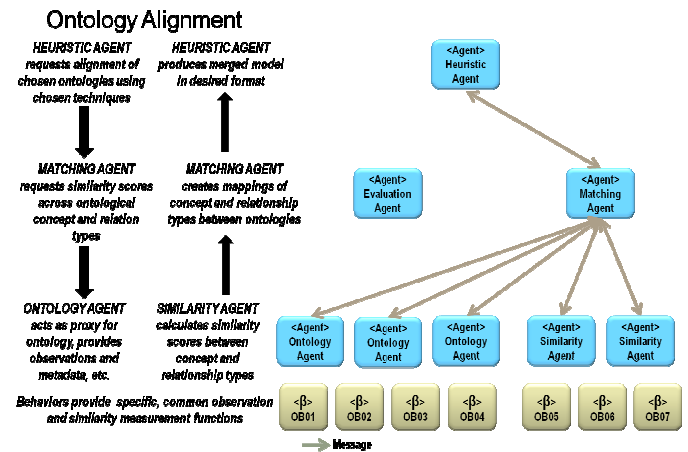 Ontology Alignment
HEURISTIC AGENT
requests alignment of
chosen ontologies using
chosen techniques
HEURISTIC AGENT
produces merged model
in desired format
MATCHING AGENT
requests similarity scores
across ontological
concept and relation
types
MATCHING AGENT
creates mappings of
concept and relationship
types between ontologies
ONTOLOGY AGENT
acts as proxy for
ontology, provides
observations and
metadata, etc.
SIMILARITY AGENT
calculates similarity
scores between
concept and
relationship types
Behaviors provide specific, common observation
and similarity measurement functions
<Agent>
Heuristic
Agent
<Agent>
Evaluation
Agent
<Agent>
Matching
Agent
<Agent>
Ontology
Agent
<Agent>
Ontology
Agent
<Agent>
Ontology
Agent
<Agent>
Similarity
Agent
<Agent>
Similarity
Agent
<β>
OB01
<β>
OB02
<β>
OB03
<β>
OB04
<β>
OB05
<β>
OB06
<β>
OB07
Message